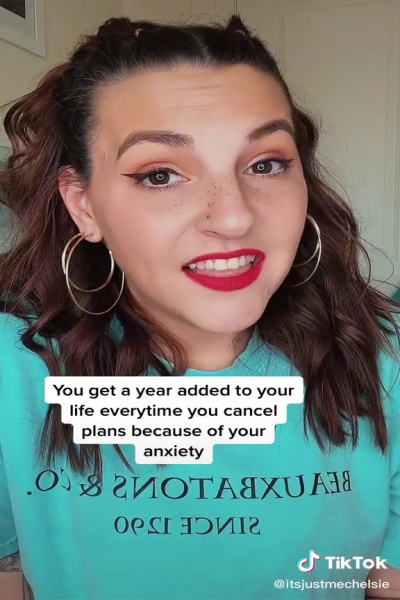 You get a year added to your
life everytime you cancel
plans because of your
anxiety
BEAUXBATONS & CO.
SINCE 1290
TikTok
@itsjustmechelsie